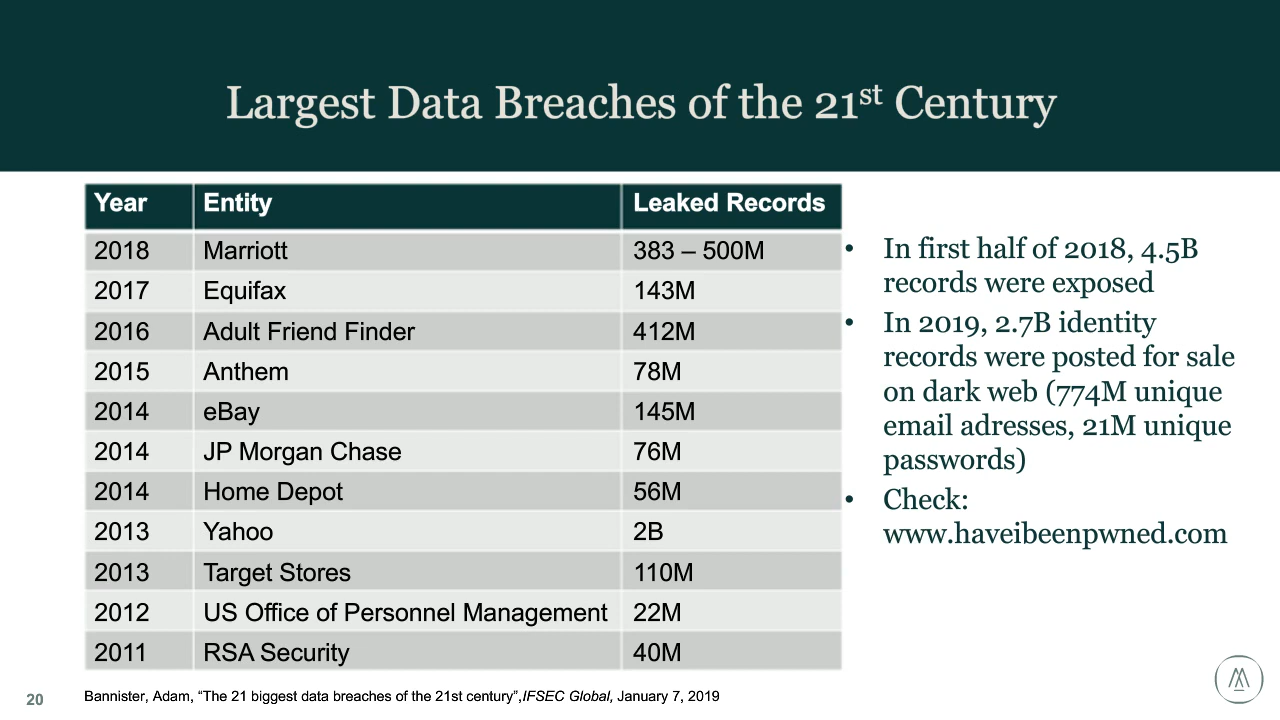 Largest Data Breaches of the 21st Century
Year Entity Leaked Records
2018 Marriott 383 – 500M
2017 Equifax 143M
2016 Adult Friend Finder 412M
2015 Anthem 78M
2014 eBay 145M
2014 JP Morgan Chase 76M
2014 Home Depot 56M
2013 Yahoo 2B
2013 Target Stores 110M
2012 US Office of Personnel Management 22M
2011 RSA Security 40M
• In first half of 2018, 4.5B
records were exposed
• In 2019, 2.7B identity
records were posted for sale
on dark web (774M unique
email adresses, 21M unique
passwords)
• Check:
www.haveibeenpwned.com
20
Bannister, Adam, “The 21 biggest data breaches of the 21st century”,IFSEC Global, January 7, 2019